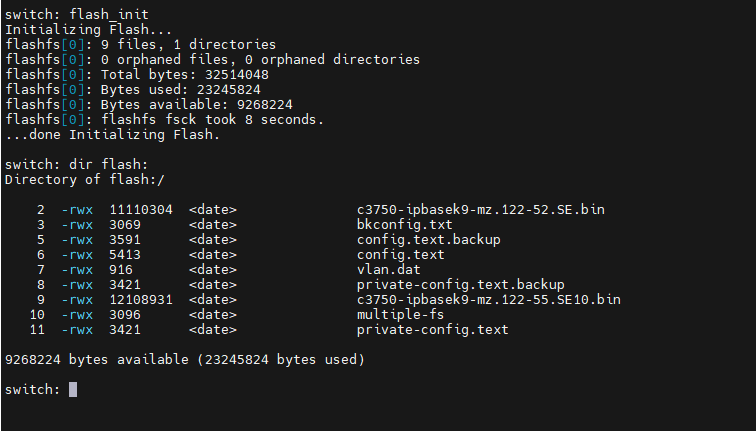 switch: flash_init
Initializing Flash...
flashfs[0]: 9 files, 1 directories
flashfs[0]: 0 orphaned files, 0 orphaned directories
flashfs[0]: Total bytes: 32514048
flashfs[0]: Bytes used: 23245824
flashfs[0]: Bytes available: 9268224
flashfs[0]: flashfs fsck took 8 seconds.
...done Initializing Flash.
switch: dir flash:
Directory of flash:/
2 -rwx 11110304 <date> c3750-ipbasek9-mz.122-52.SE.bin
3 -rwx 3069 <date> bkconfig.txt
5 -rwx 3591 <date> config.text.backup
6 -rwx 5413 <date> config.text
7 -rwx 916 <date> vlan.dat
8 -rwx 3421 <date> private-config.text.backup
9 -rwx 12108931 <date> c3750-ipbasek9-mz.122-55.SE10.bin
10 -rwx 3096 <date> multiple-fs
11 -rwx 3421 <date> private-config.text
9268224 bytes available (23245824 bytes used)
switch: